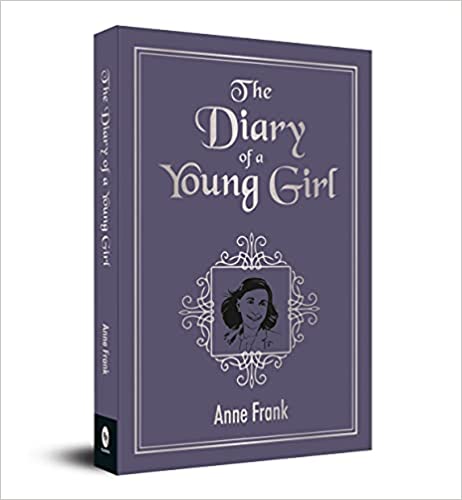 The
Diary
of a
Young Girl
Anne Frank
The Diary of a Young Girl
Anne Frank